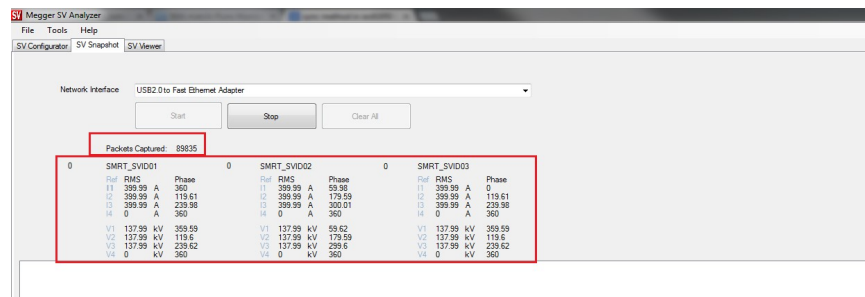 SV Megger SV Analyzer
File Tools Help
SV Configurator SV Snapshot SV Viewer
Network Interface USB2.0 to Fast Ethernet Adapter
Start Stop Clear All
Packets Captured: 89835
0 SMRT_SVID01 0 SMRT_SVID02 0 SMRT_SVID03
Ref RMS Phase Ref RMS Phase Ref RMS Phase
I1 399.99 A 360 I1 399.99 A 59.98 I1 399.99 A 0
I2 399.99 A 119.61 I2 399.99 A 179.59 I2 399.99 A 119.61
I3 399.99 A 239.98 I3 399.99 A 300.01 I3 399.99 A 239.98
I4 0 A 360 I4 0 A 360 I4 0 A 360
V1 137.99 kV 359.59 V1 137.99 kV 59.62 V1 137.99 kV 359.59
V2 137.99 kV 119.6 V2 137.99 kV 179.59 V2 137.99 kV 119.6
V3 137.99 kV 239.62 V3 137.99 kV 299.6 V3 137.99 kV 239.62
V4 0 kV 360 V4 0 kV 360 V4 0 kV 360